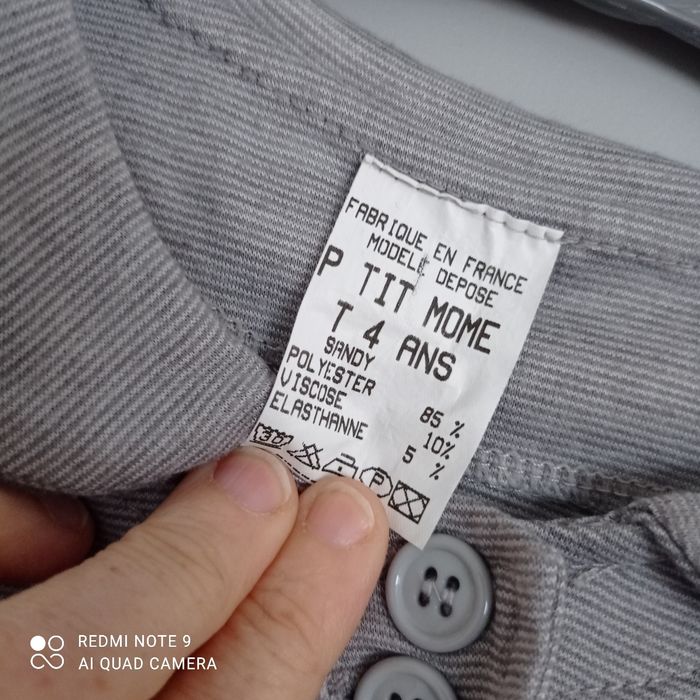 FABRIQUE EN FRANCE
MODELE DEPOSE
P TIT MOME
T 4 ANS
SANDY
POLYESTER 85 %
VISCOSE 10%
ELASTHANNE 5 %
30
P
REDMI NOTE 9
AI QUAD CAMERA